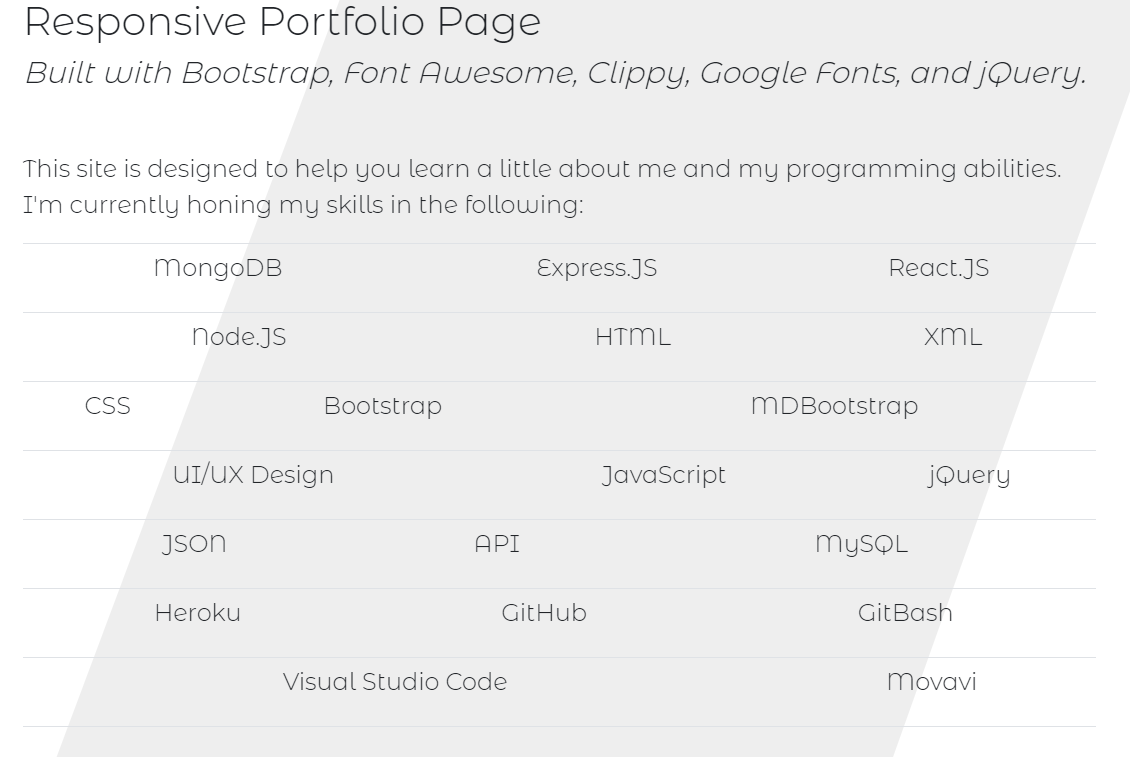 Responsive Portfolio Page
Built with Bootstrap, Font Awesome, Clippy, Google Fonts, and jQuery.
This site is designed to help you learn a little about me and my programming abilities.
I'm currently honing my skills in the following:
MongoDB Express.JS React.JS
Node.JS HTML XML
CSS Bootstrap MDBootstrap
UI/UX Design JavaScript jQuery
JSON API MySQL
Heroku GitHub GitBash
Visual Studio Code Movavi